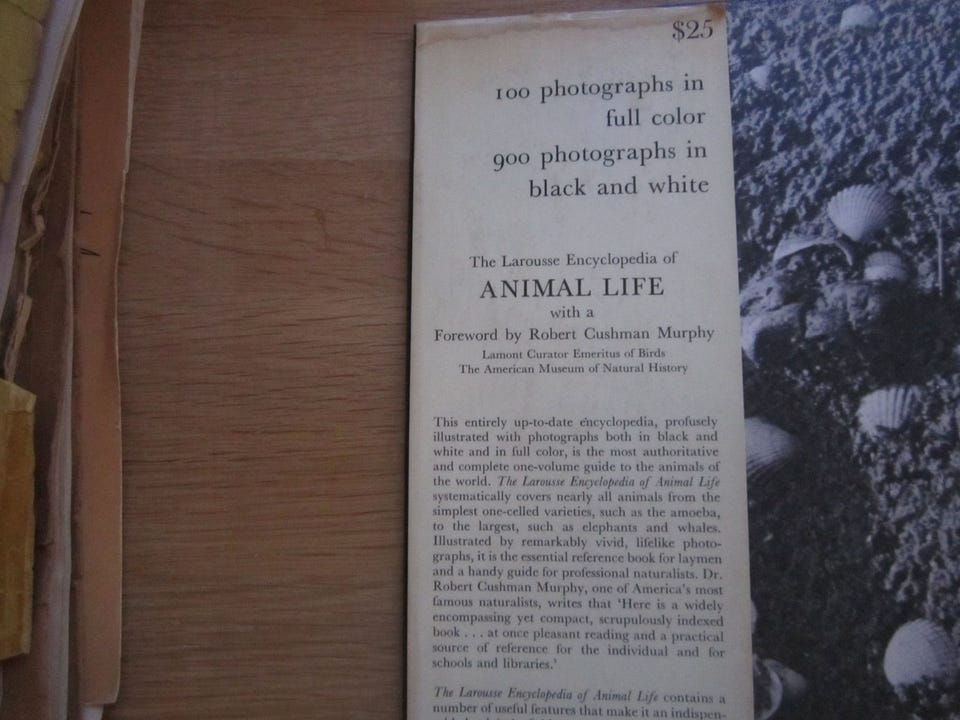 $25
100 photographs in
full color
900 photographs in
black and white
The Larousse Encyclopedia of
ANIMAL LIFE
with a
Foreword by Robert Cushman Murphy
Lamont Curator Emeritus of Birds
The American Museum of Natural History
This entirely up-to-date encyclopedia, profusely
illustrated with photographs both in black and
white and in full color, is the most authoritative
and complete one-volume guide to the animals of
the world. The Larousse Encyclopedia of Animal Life
systematically covers nearly all animals from the
simplest one-celled varieties, such as the amoeba,
to the largest, such as elephants and whales.
Illustrated by remarkably vivid, lifelike photo-
graphs, it is the essential reference book for laymen
and a handy guide for professional naturalists. Dr.
Robert Cushman Murphy, one of America's most
famous naturalists, writes that 'Here is a widely
encompassing yet compact, scrupulously indexed
book . . . at once pleasant reading and a practical
source of reference for the individual and for
schools and libraries.'
The Larousse Encyclopedia of Animal Life contains a
number of useful features that make it an indispen-